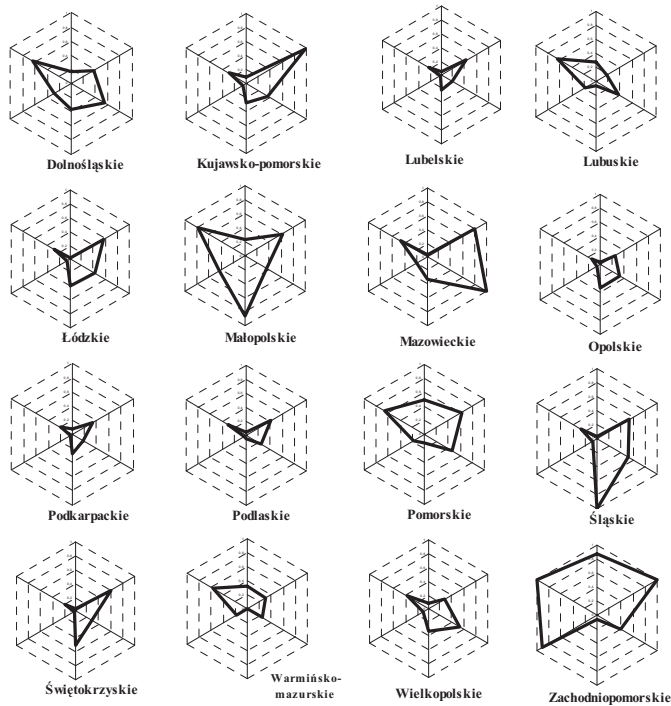 Dolnośląskie
Kujawsko-pomorskie
Lubelskie
Lubuskie
Łódzkie
Małopolskie
Mazowieckie
Opolskie
Podkarpackie
Podlaskie
Pomorskie
Śląskie
Świętokrzyskie
Warmińsko-
mazurskie
Wielkopolskie
Zachodniopomorskie